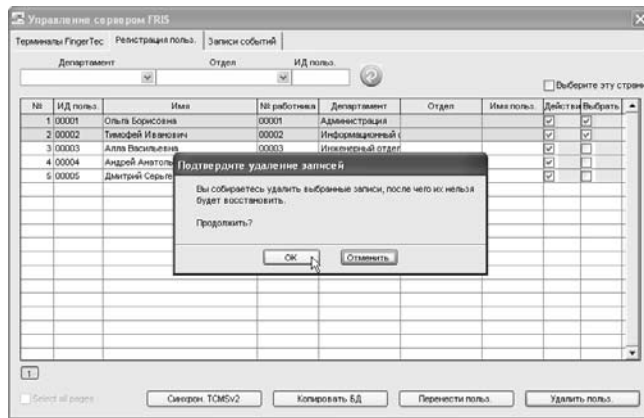 Управление сервером FRIS
Терминалы FingerTec Регистрация польз. Записи событий
Департамент Отдел ИД польз.
Выберите эту страни
№ ИД польз. Имя № работника Департамент Отдел Имя польз. Действи Выбрать
1 00001 Ольга Борисовна 00001 Администрация
2 00002 Тимофей Иванович 00002 Информационный о
3 00003 Алла Васильевна 00003 Инженерный отдел
4 00004 Андрей Анатоль
5 00005 Дмитрий Серьге
Подтвердите удаление записей
Вы собираетесь удалить выбранные записи, после чего их нельзя
будет восстановить.
Продолжить?
OK Отменить
1
Select all pages Синхрон. TCMSv2 Копировать БД Перенести польз. Удалить польз.